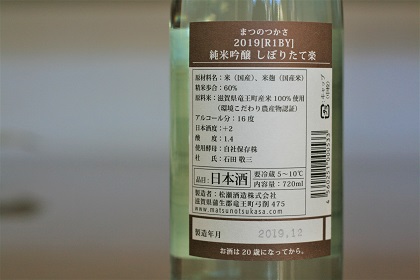 まつのつかさ
2019[R1BY]
純米吟醸 しぼりたて楽
原材料名：米（国産）、米麹（国産米）
精米歩合：60%
原料米：滋賀県竜王町産米100%使用
（環境こだわり農産物認証）
アルコール分：16度
日本酒度：+2
酸度：1.4
使用酵母：自社保存株
杜氏：石田 敬三
品目：日本酒
要冷蔵5～10℃
内容量：720ml
製造者：松瀬酒造株式会社
滋賀県蒲生郡竜王町弓削475
www.matsunotsukasa.com
製造年月 2019.12
お酒は20歳になってから。
キャップ